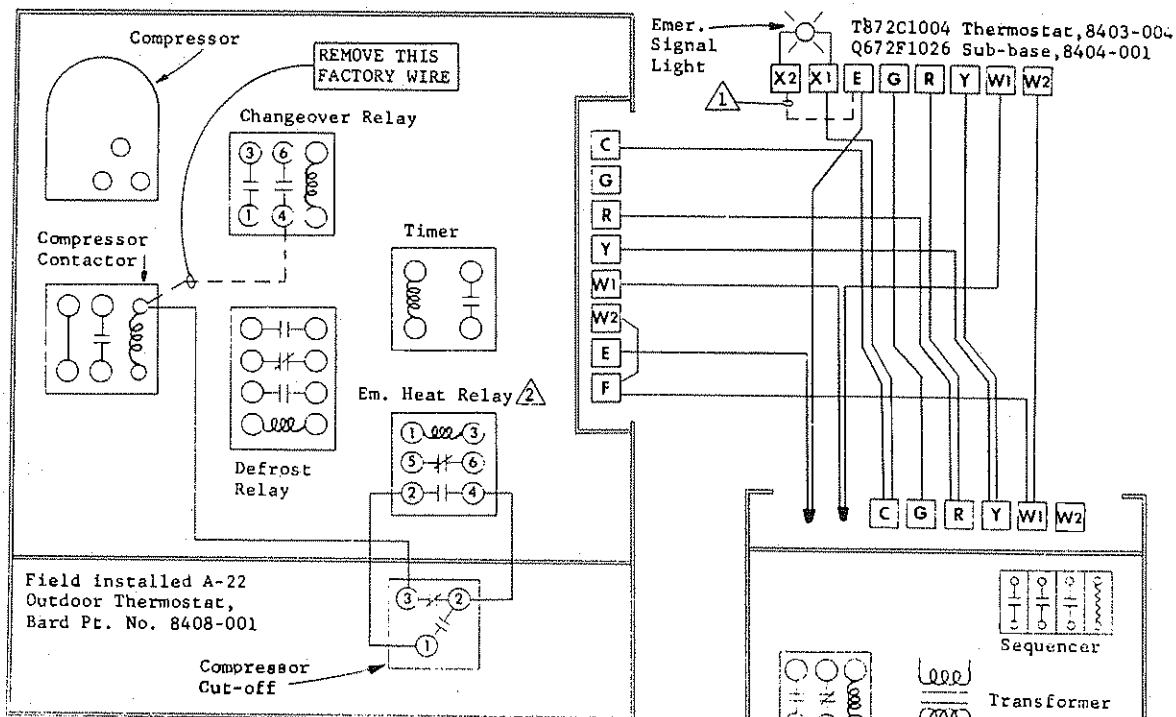 Compressor
REMOVE THIS
FACTORY WIRE
Changeover Relay
3 6
1 4
Compressor
Contactor
Timer
Defrost
Relay
Em. Heat Relay 2
1 3
5 6
2 4
Field installed A-22
Outdoor Thermostat,
Bard Pt. No. 8408-001
3 2
1
Compressor
Cut-off
C
G
R
Y
W1
W2
E
F
Emer.
Signal
Light
T872C1004 Thermostat,8403-004
Q672F1026 Sub-base,8404-001
X2 X1 E G R Y W1 W2
1
C G R Y W1 W2
Sequencer
Transformer